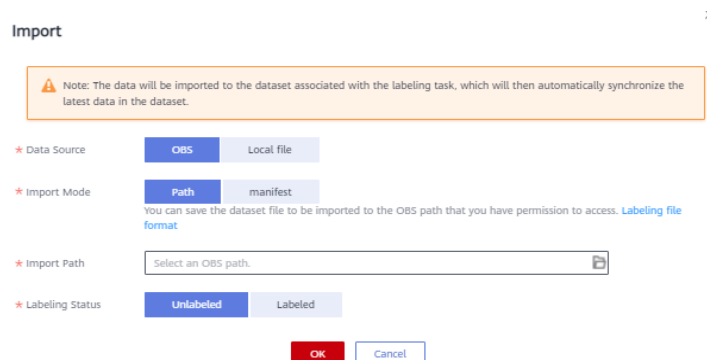 Import
Note: The data will be imported to the dataset associated with the labeling task, which will then automatically synchronize the
latest data in the dataset.
* Data Source OBS Local file
* Import Mode Path manifest
You can save the dataset file to be imported to the OBS path that you have permission to access. Labeling file
format
* Import Path Select an OBS path.
* Labeling Status Unlabeled Labeled
OK Cancel